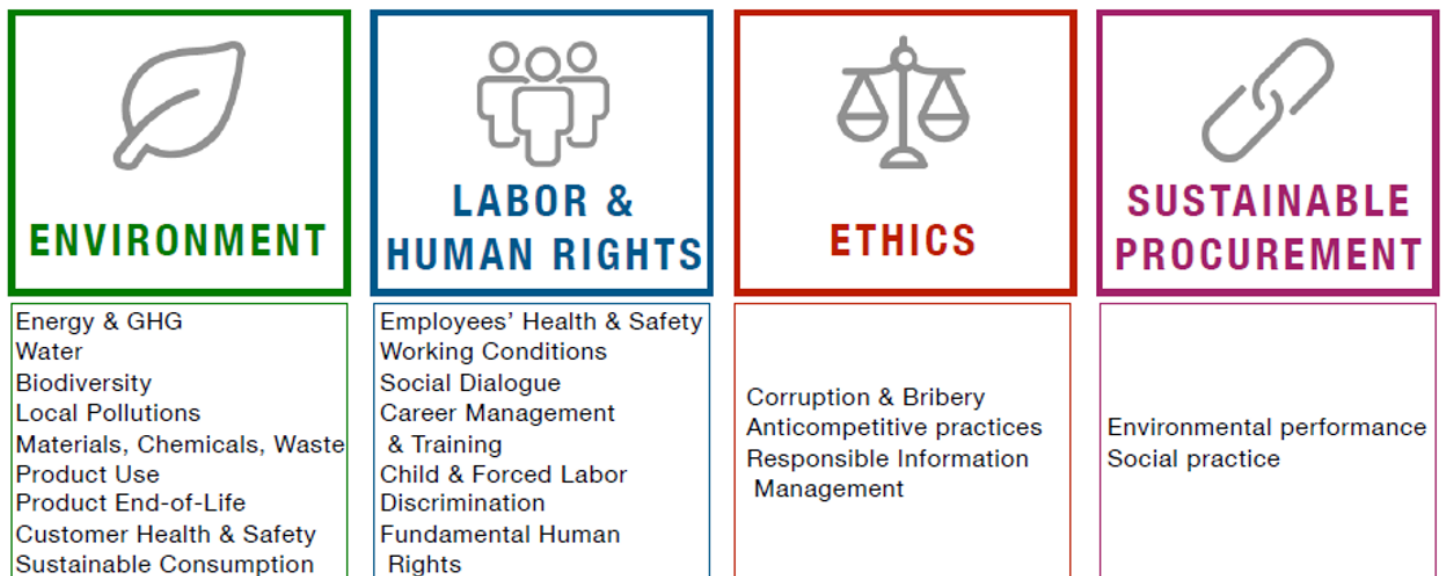 ENVIRONMENT
Energy & GHG
Water
Biodiversity
Local Pollutions
Materials, Chemicals, Waste
Product Use
Product End-of-Life
Customer Health & Safety
Sustainable Consumption
LABOR &
HUMAN RIGHTS
Employees’ Health & Safety
Working Conditions
Social Dialogue
Career Management
& Training
Child & Forced Labor
Discrimination
Fundamental Human
Rights
ETHICS
Corruption & Bribery
Anticompetitive practices
Responsible Information
Management
SUSTAINABLE
PROCUREMENT
Environmental performance
Social practice